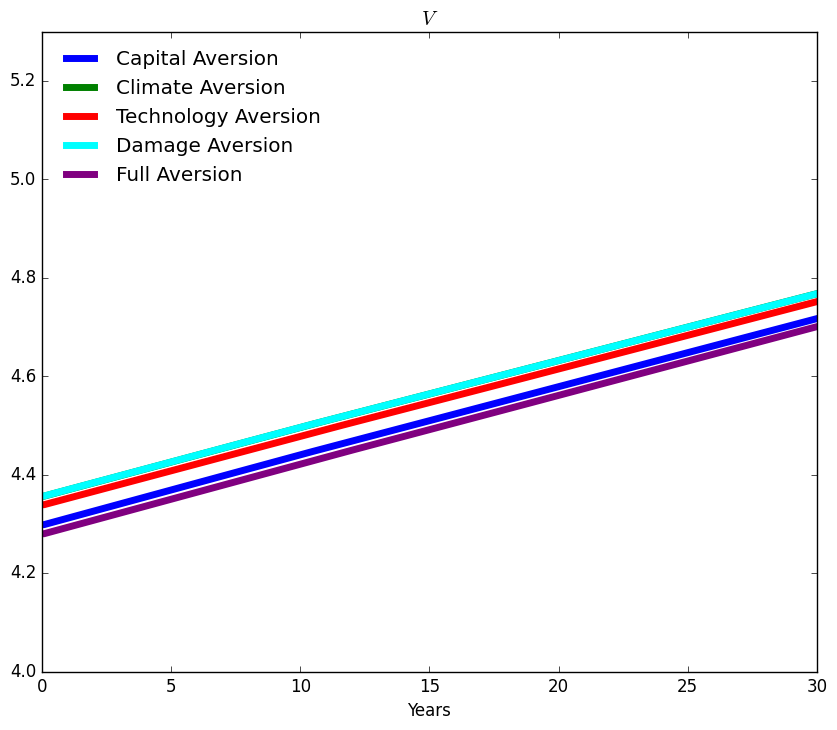 V
Capital Aversion
Climate Aversion
Technology Aversion
Damage Aversion
Full Aversion
5.2
5.0
4.8
4.6
4.4
4.2
4.0
0 5 10 15 20 25 30
Years